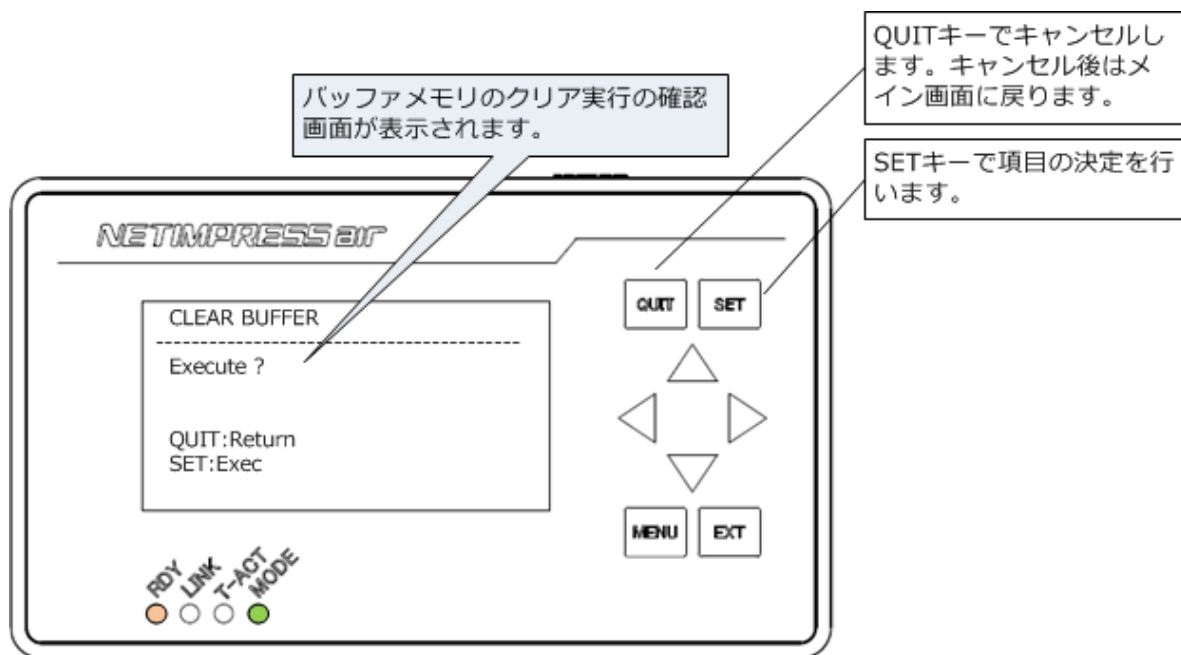 QUITキーでキャンセルし
ます。キャンセル後はメ
イン画面に戻ります。
バッファメモリのクリア実行の確認
画面が表示されます。
SETキーで項目の決定を行
います。
NETIMPRESS air
QUIT
SET
CLEAR BUFFER
Execute ?
QUIT:Return
SET:Exec
MENU
EXT
RDY
LINK
T-ACT
MODE